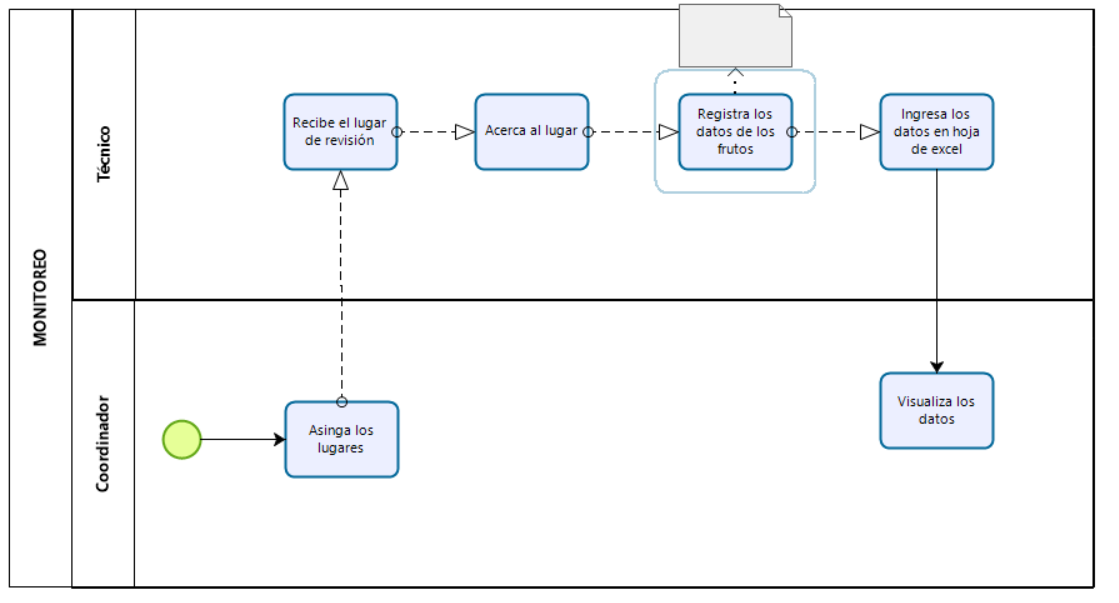 MONITOREO
Técnico
Recibe el lugar
de revisión
Acerca al lugar
Registra los
datos de los
frutos
Ingresa los
datos en hoja
de excel
Coordinador
Asinga los
lugares
Visualiza los
datos